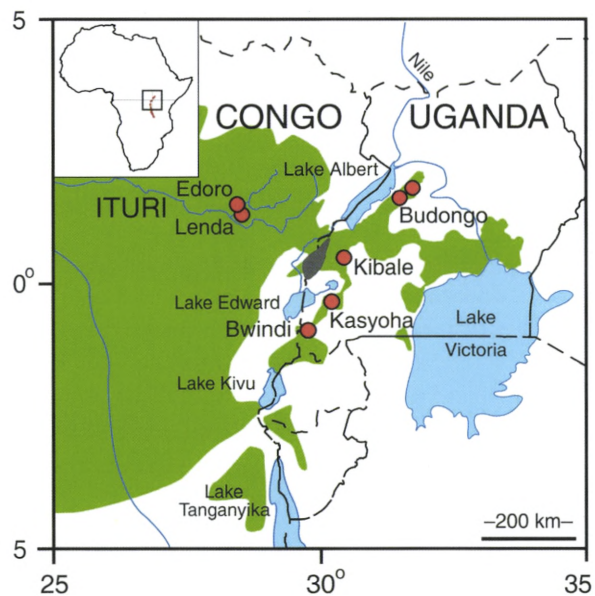 5
Nile
CONGO
UGANDA
Lake Albert
Edoro
ITURI
Lenda
Budongo
Kibale
0°
Lake Edward
Kasyoha
Lake
Bwindi
Victoria
Lake Kivu
Lake
Tanganyika
–200 km–
5
25
30°
35